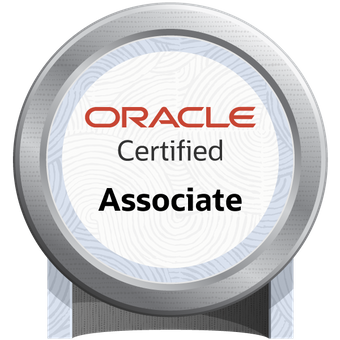 ORACLE
Certified
Associate